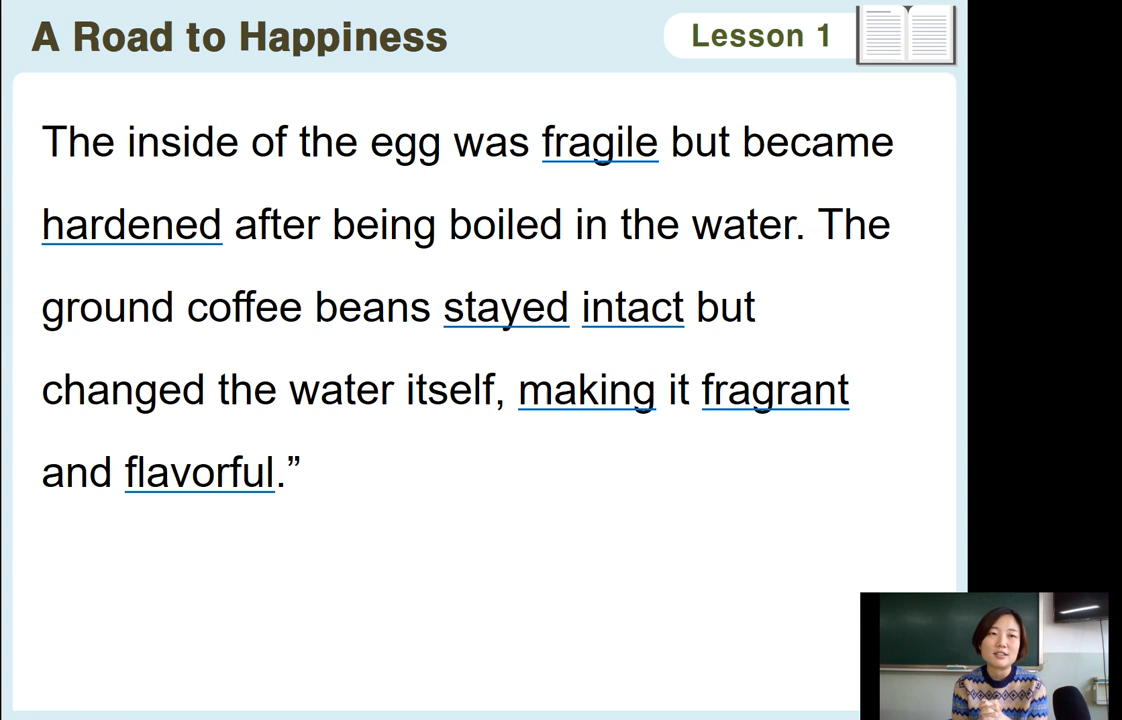 A Road to Happiness
Lesson 1
The inside of the egg was fragile but became
hardened after being boiled in the water. The
ground coffee beans stayed intact but
changed the water itself, making it fragrant
and flavorful.”